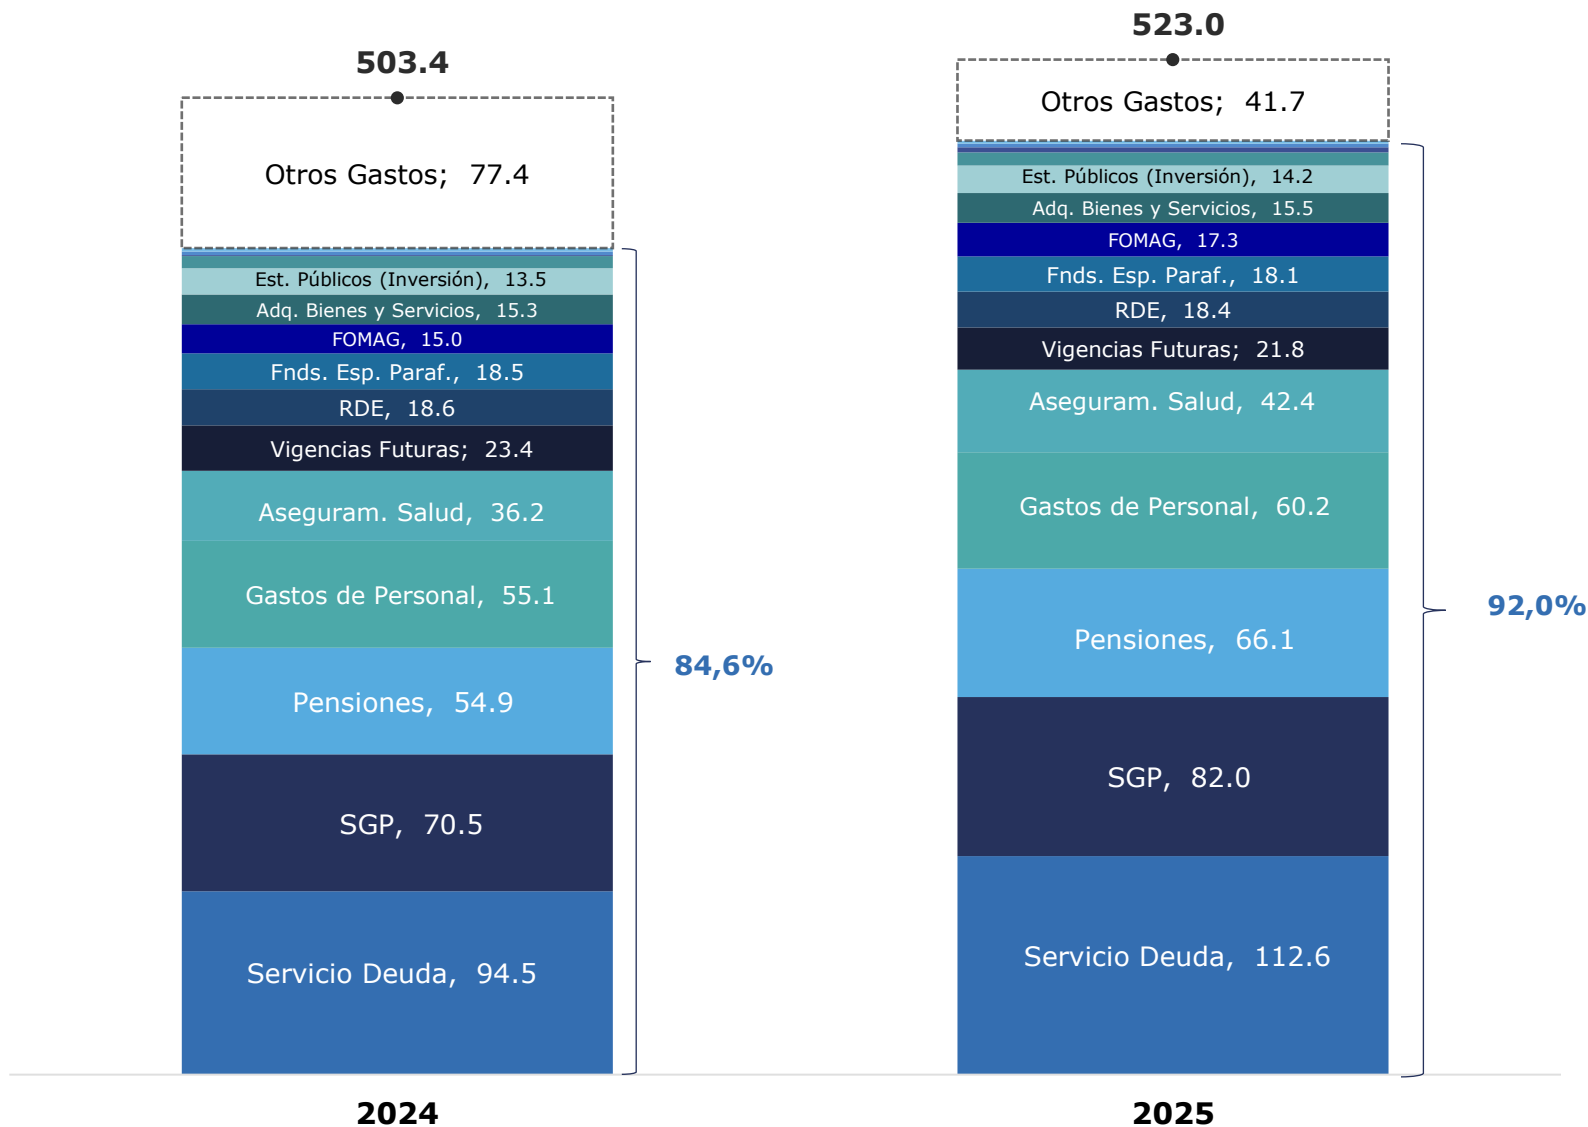 503.4
Otros Gastos;  77.4
Est. Públicos (Inversión),  13.5
Adq. Bienes y Servicios,  15.3
FOMAG,  15.0
Fnds. Esp. Paraf.,  18.5
RDE,  18.6
Vigencias Futuras;  23.4
Aseguram. Salud,  36.2
Gastos de Personal,  55.1
Pensiones,  54.9
SGP,  70.5
Servicio Deuda,  94.5
84,6%
2024
523.0
Otros Gastos;  41.7
Est. Públicos (Inversión),  14.2
Adq. Bienes y Servicios,  15.5
FOMAG,  17.3
Fnds. Esp. Paraf.,  18.1
RDE,  18.4
Vigencias Futuras;  21.8
Aseguram. Salud,  42.4
Gastos de Personal,  60.2
Pensiones,  66.1
SGP,  82.0
Servicio Deuda,  112.6
92,0%
2025